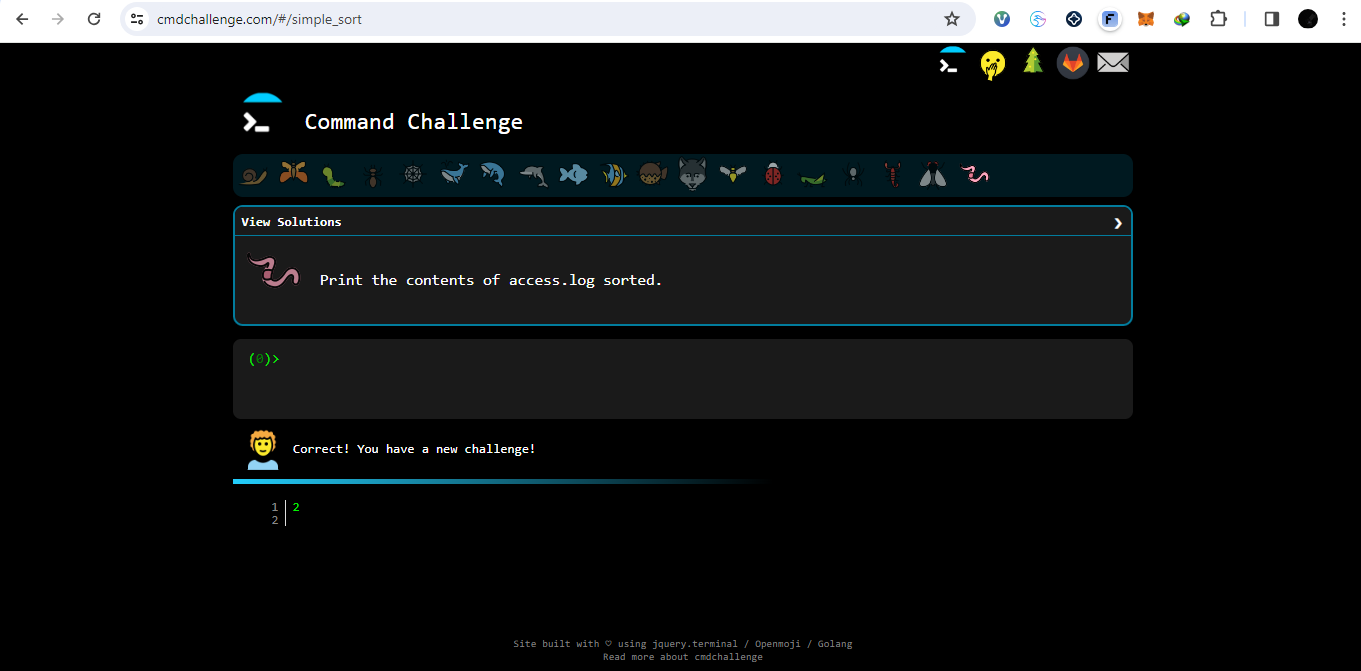 cmdchallenge.com/#/simple_sort
>_
>_ Command Challenge
View Solutions ❯
Print the contents of access.log sorted.
(0)>
Correct! You have a new challenge!
1 2
2
Site built with ♡ using jquery.terminal / Openmoji / Golang
Read more about cmdchallenge